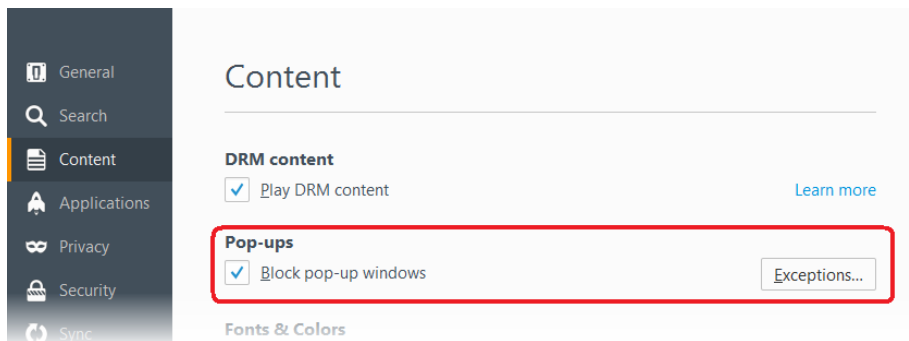 General
Search
Content
Applications
Privacy
Security
Sync
Content
DRM content
Play DRM content
Learn more
Pop-ups
Block pop-up windows
Exceptions...
Fonts & Colors